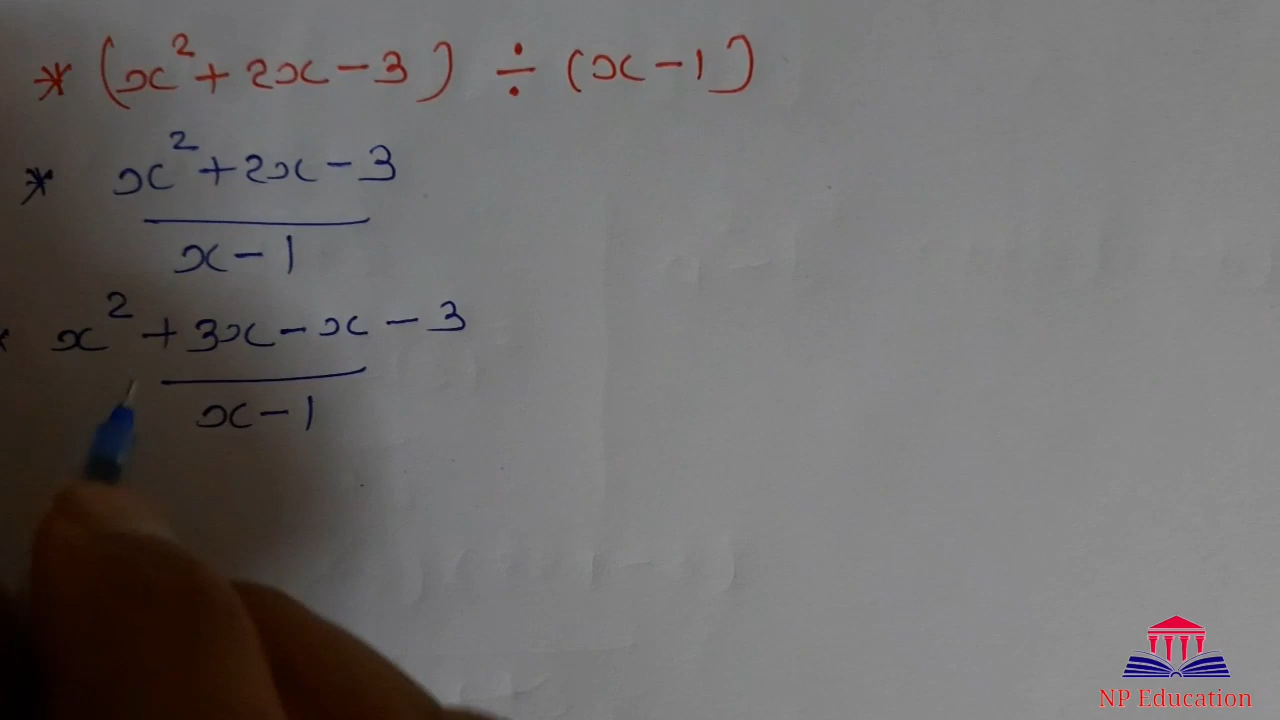 * (x² + 2x - 3) ÷ (x - 1)
* x² + 2x - 3
x - 1
x² + 3x - x - 3
x - 1
NP Education